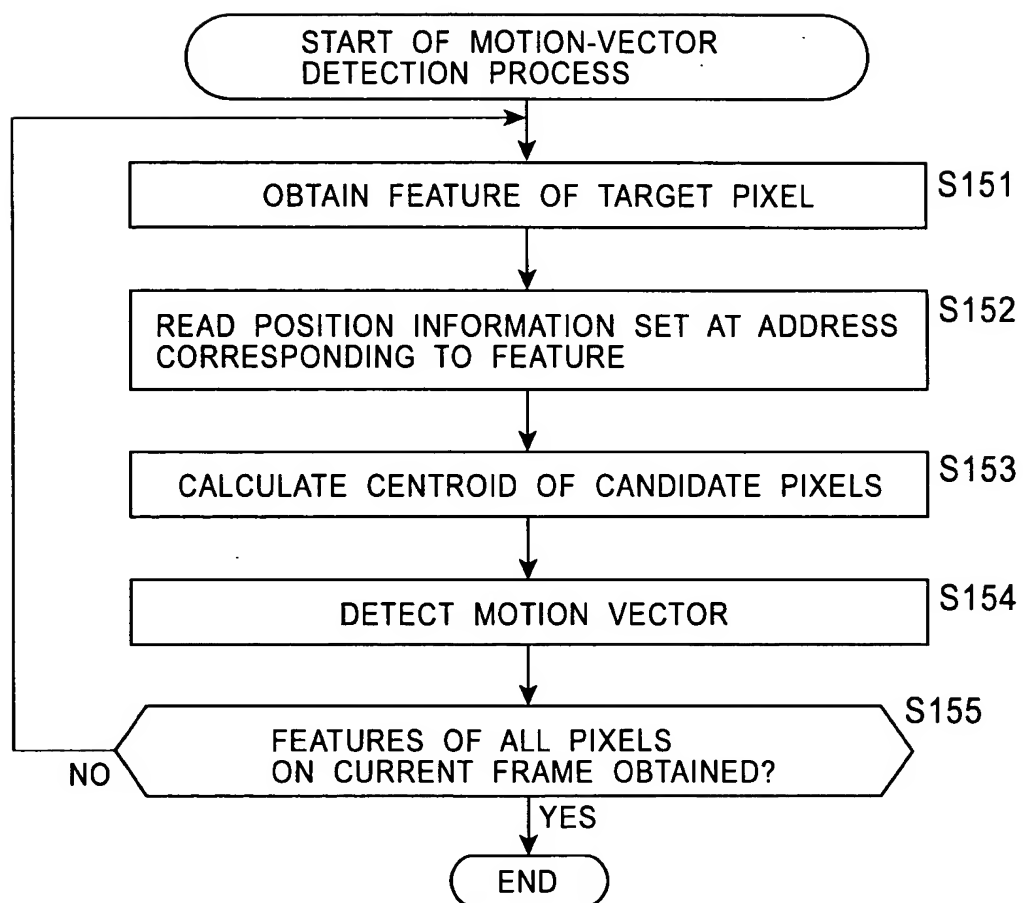 START OF MOTION-VECTOR
DETECTION PROCESS
OBTAIN FEATURE OF TARGET PIXEL
S151
READ POSITION INFORMATION SET AT ADDRESS
CORRESPONDING TO FEATURE
S152
CALCULATE CENTROID OF CANDIDATE PIXELS
S153
DETECT MOTION VECTOR
S154
FEATURES OF ALL PIXELS
ON CURRENT FRAME OBTAINED?
S155
NO
YES
END